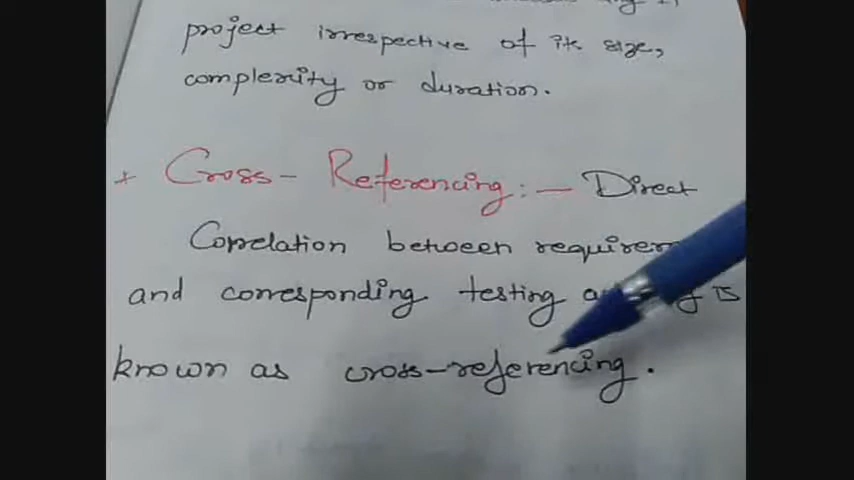 project irrespective of its size,
complexity or duration.
+ Cross- Referencing:- Direct
Correlation between
and corresponding testing is
known as cross-referencing.